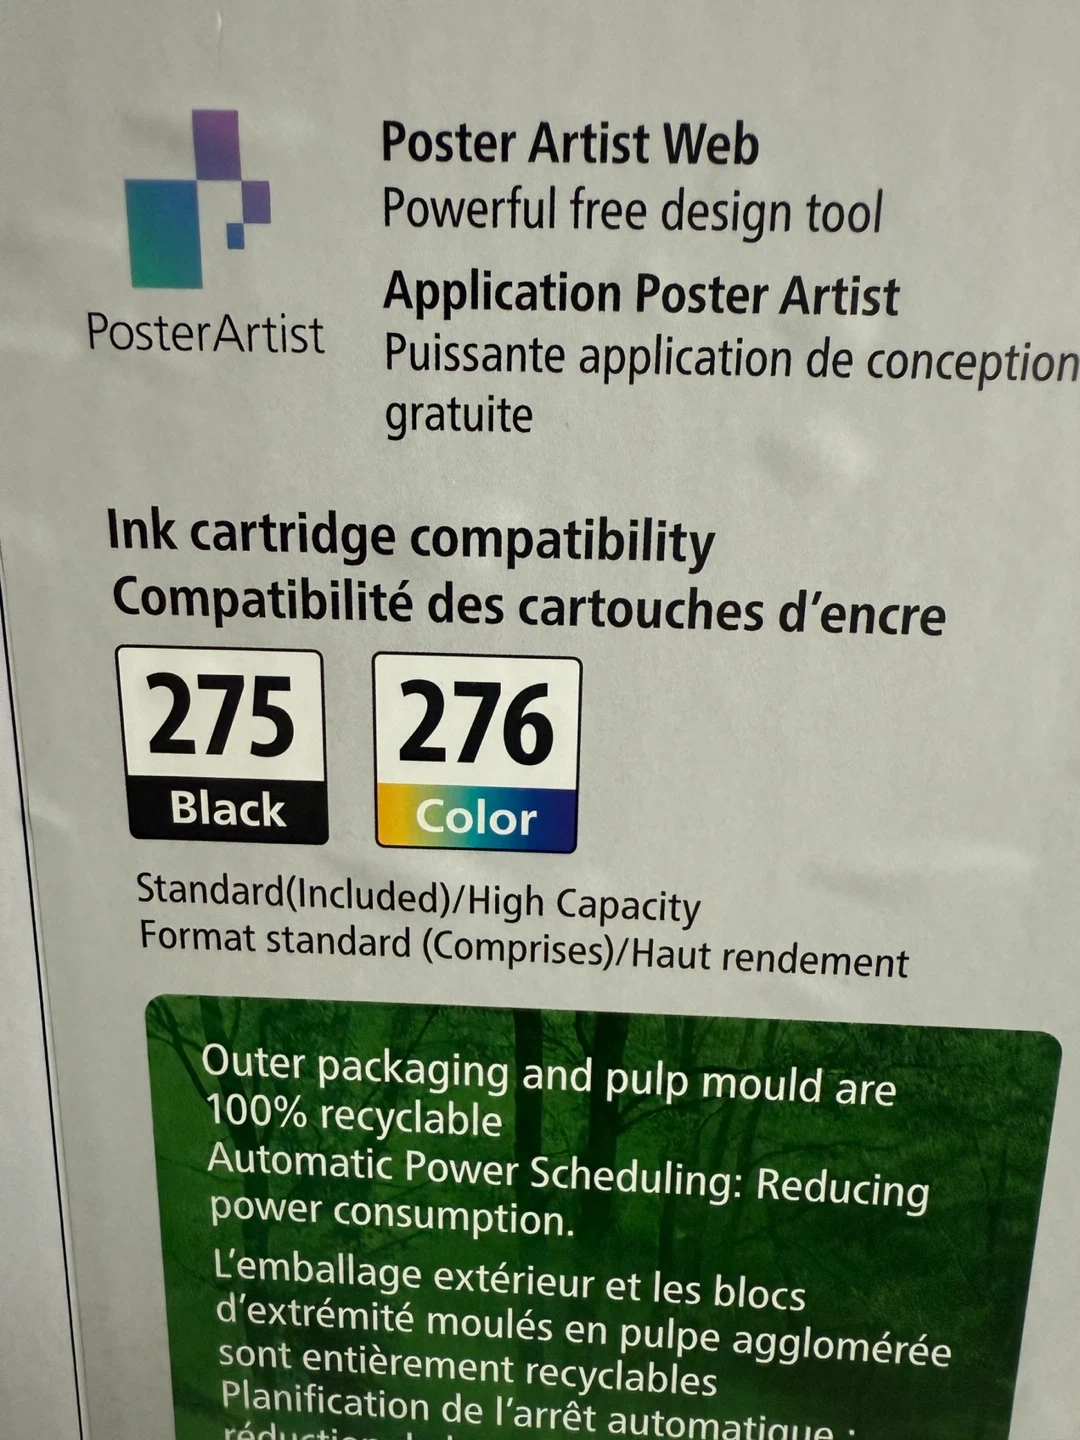 PosterArtist
Poster Artist Web
Powerful free design tool
Application Poster Artist
Puissante application de conception
gratuite
Ink cartridge compatibility
Compatibilité des cartouches d'encre
275
Black
276
Color
Standard(Included)/High Capacity
Format standard (Comprises)/Haut rendement
Outer packaging and pulp mould are
100% recyclable
Automatic Power Scheduling: Reducing
power consumption.
L'emballage extérieur et les blocs
d'extrémité moulés en pulpe agglomérée
sont entièrement recyclables
Planification de l'arrêt automatique :